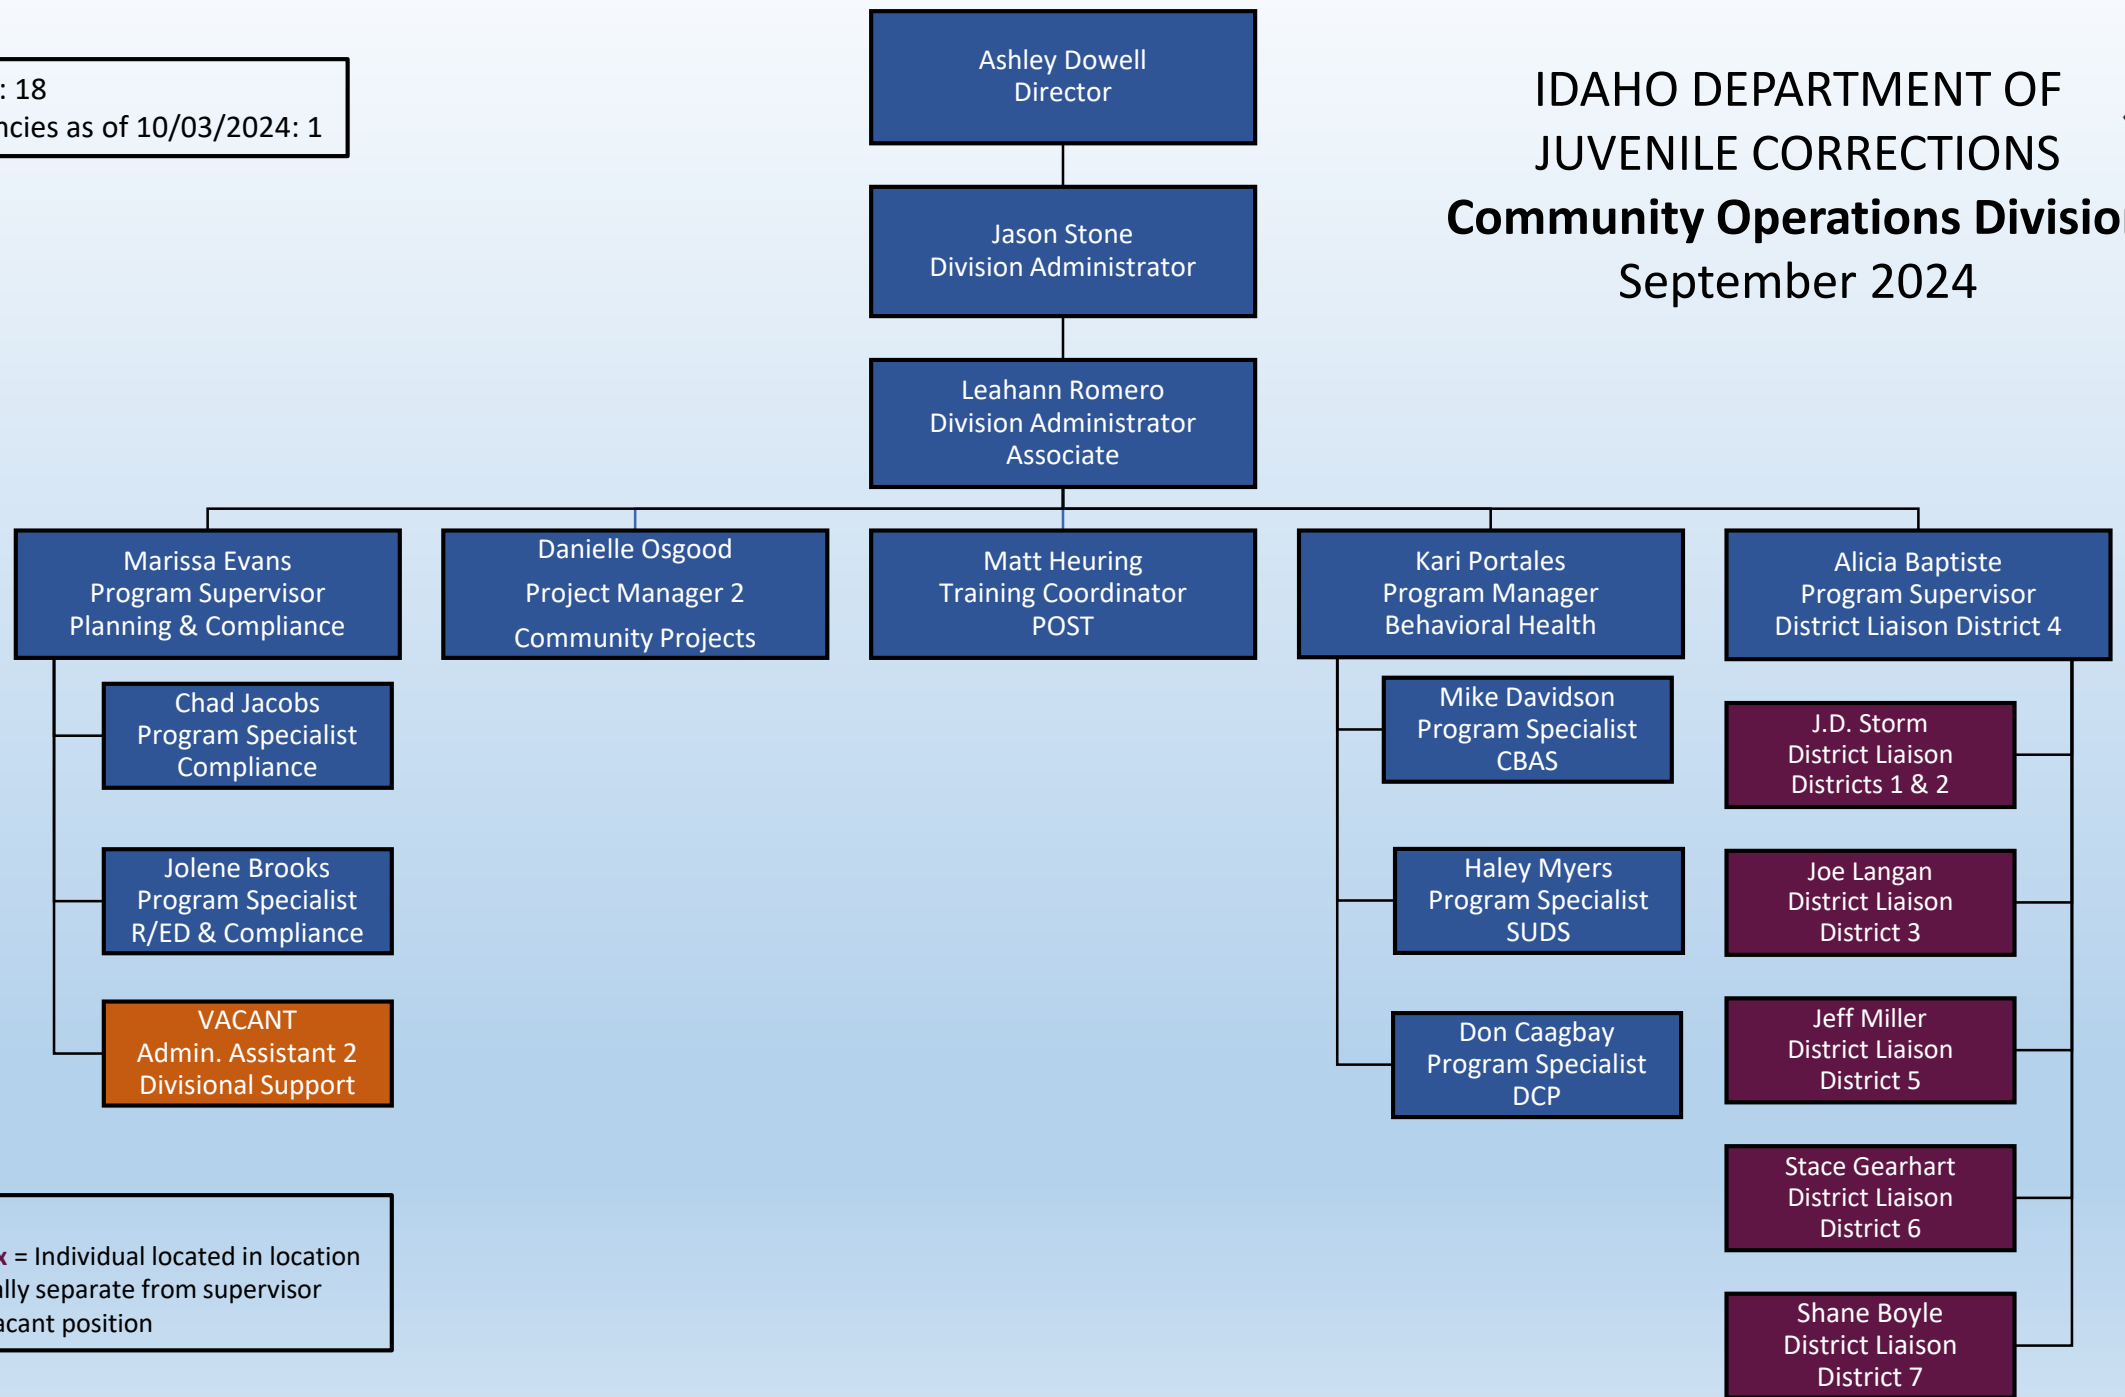 : 18
ncies as of 10/03/2024: 1
Ashley Dowell
Director
IDAHO DEPARTMENT OF
JUVENILE CORRECTIONS
Community Operations Division
September 2024
Jason Stone
Division Administrator
Leahann Romero
Division Administrator
Associate
Marissa Evans
Program Supervisor
Planning & Compliance
Danielle Osgood
Project Manager 2
Community Projects
Matt Heuring
Training Coordinator
POST
Kari Portales
Program Manager
Behavioral Health
Alicia Baptiste
Program Supervisor
District Liaison District 4
Chad Jacobs
Program Specialist
Compliance
Jolene Brooks
Program Specialist
R/ED & Compliance
VACANT
Admin. Assistant 2
Divisional Support
Mike Davidson
Program Specialist
CBAS
Haley Myers
Program Specialist
SUDS
Don Caagbay
Program Specialist
DCP
J.D. Storm
District Liaison
Districts 1 & 2
Joe Langan
District Liaison
District 3
Jeff Miller
District Liaison
District 5
Stace Gearhart
District Liaison
District 6
Shane Boyle
District Liaison
District 7
x = Individual located in location
ally separate from supervisor
acant position